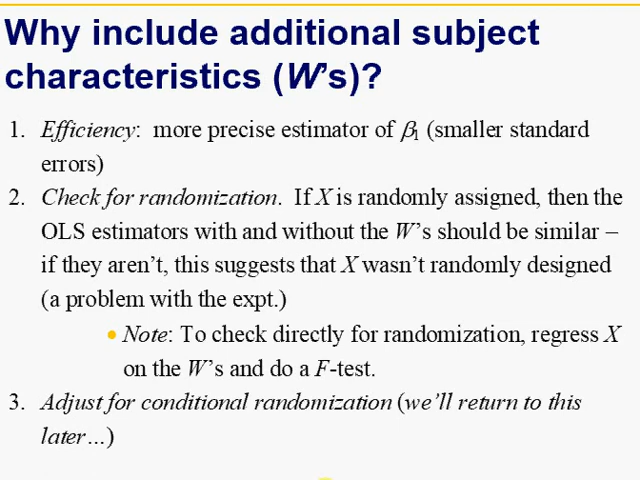 Why include additional subject
characteristics (W’s)?
1. Efficiency: more precise estimator of β1 (smaller standard
errors)
2. Check for randomization. If X is randomly assigned, then the
OLS estimators with and without the W’s should be similar –
if they aren’t, this suggests that X wasn’t randomly designed
(a problem with the expt.)
• Note: To check directly for randomization, regress X
on the W’s and do a F-test.
3. Adjust for conditional randomization (we’ll return to this
later…)